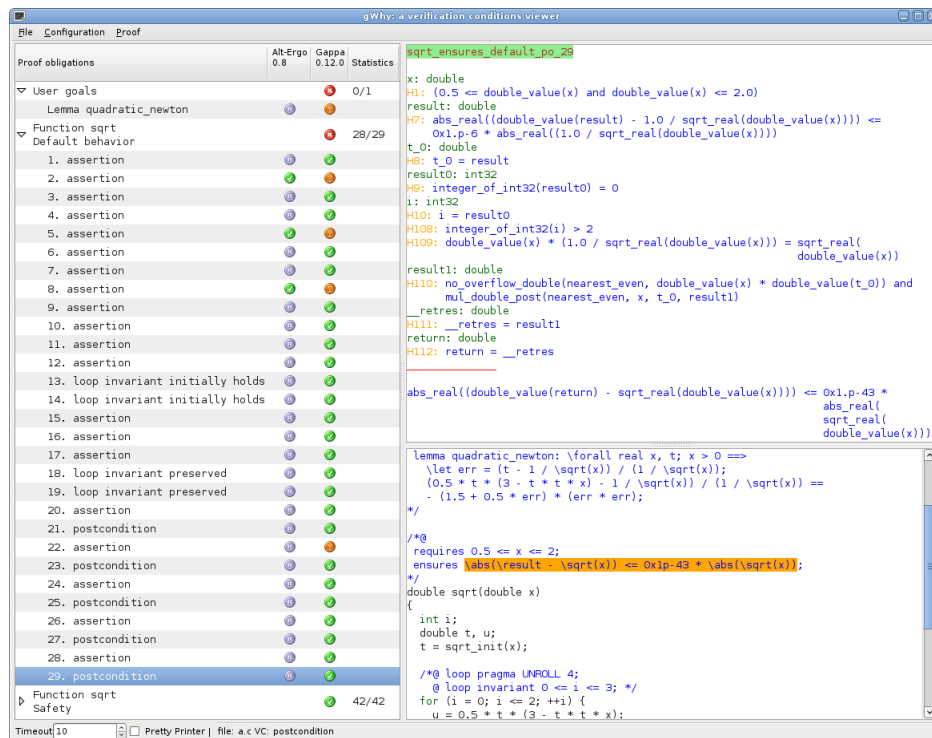 gWhy: a verification conditions viewer
File Configuration Proof
Proof obligations
Alt-Ergo 0.8
Gappa 0.12.0
Statistics
User goals 0/1
Lemma quadratic_newton
Function sqrt
Default behavior
28/29
1. assertion
2. assertion
3. assertion
4. assertion
5. assertion
6. assertion
7. assertion
8. assertion
9. assertion
10. assertion
11. assertion
12. assertion
13. loop invariant initially holds
14. loop invariant initially holds
15. assertion
16. assertion
17. assertion
18. loop invariant preserved
19. loop invariant preserved
20. assertion
21. postcondition
22. assertion
23. postcondition
24. assertion
25. postcondition
26. assertion
27. postcondition
28. assertion
29. postcondition
Function sqrt
Safety
42/42
sqrt_ensures_default_po_29
x: double
H1: (0.5 <= double_value(x) and double_value(x) <= 2.0)
result: double
H7: abs_real((double_value(result) - 1.0 / sqrt_real(double_value(x)))) <=
0x1.p-6 * abs_real((1.0 / sqrt_real(double_value(x))))
t_0: double
H8: t_0 = result
result0: int32
H9: integer_of_int32(result0) = 0
i: int32
H10: i = result0
H108: integer_of_int32(i) > 2
H109: double_value(x) * (1.0 / sqrt_real(double_value(x))) = sqrt_real(
double_value(x))
result1: double
H110: no_overflow_double(nearest_even, double_value(x) * double_value(t_0)) and
mul_double_post(nearest_even, x, t_0, result1)
__retres: double
H111: __retres = result1
return: double
H112: return = __retres
abs_real((double_value(return) - sqrt_real(double_value(x)))) <= 0x1.p-43 *
abs_real(
sqrt_real(
double_value(x)))
lemma quadratic_newton: \forall real x, t; x > 0 ==>
\let err = (t - 1 / \sqrt(x)) / (1 / \sqrt(x));
(0.5 * t * (3 - t * t * x) - 1 / \sqrt(x)) / (1 / \sqrt(x)) ==
- (1.5 + 0.5 * err) * (err * err);
*/
/*@
requires 0.5 <= x <= 2;
ensures \abs(\result - \sqrt(x)) <= 0x1p-43 * \abs(\sqrt(x));
*/
double sqrt(double x)
{
int i;
double t, u;
t = sqrt_init(x);
/*@ loop pragma UNROLL 4;
@ loop invariant 0 <= i <= 3; */
for (i = 0; i <= 2; ++i) {
u = 0.5 * t * (3 - t * t * x);
Timeout 10 Pretty Printer | file: a.c VC: postcondition